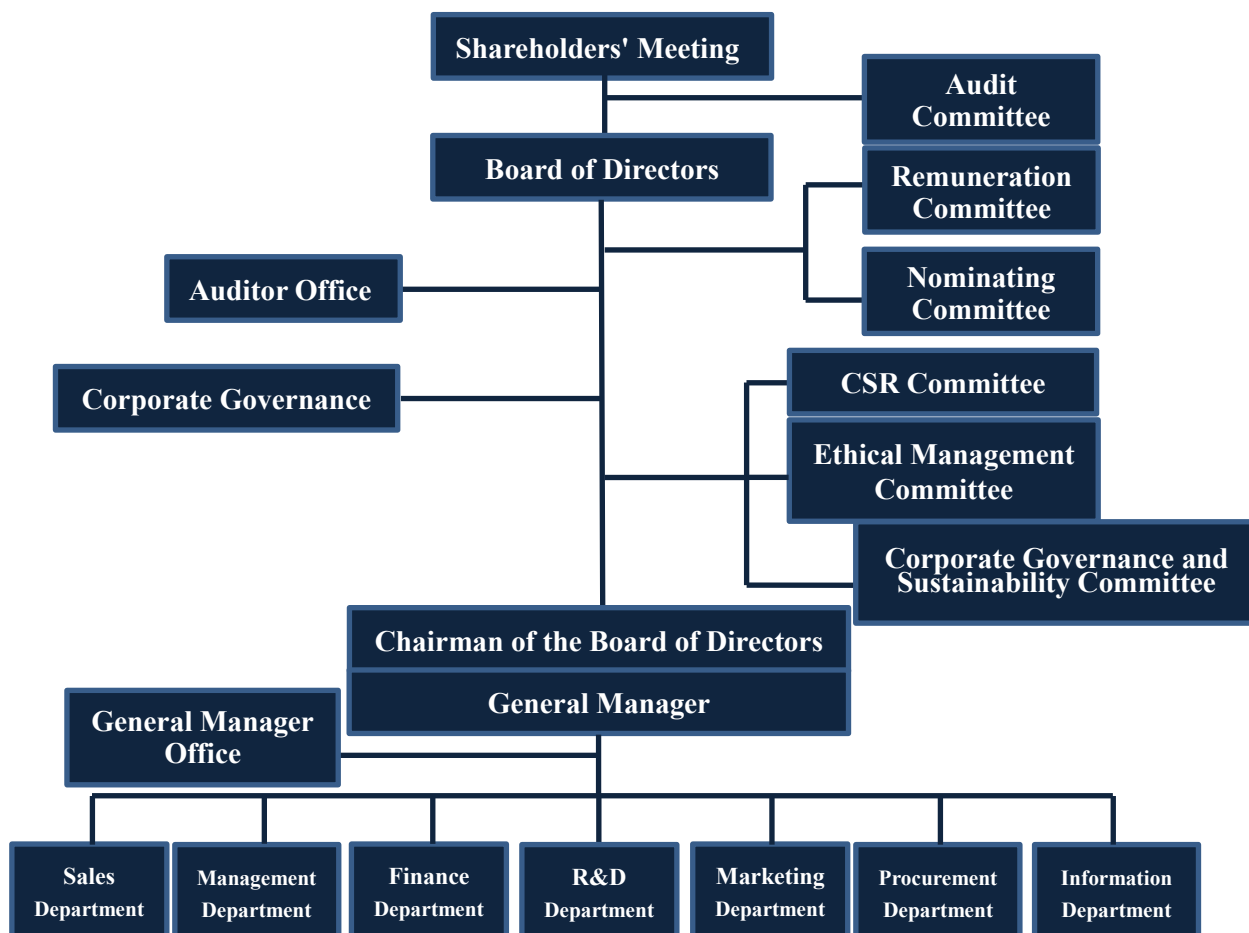 Shareholders' Meeting
Audit
Committee
Board of Directors
Remuneration
Committee
Nominating
Committee
Auditor Office
Corporate Governance
CSR Committee
Ethical Management
Committee
Corporate Governance and
Sustainability Committee
Chairman of the Board of Directors
General Manager
General Manager
Office
Sales
Department
Management
Department
Finance
Department
R&D
Department
Marketing
Department
Procurement
Department
Information
Department